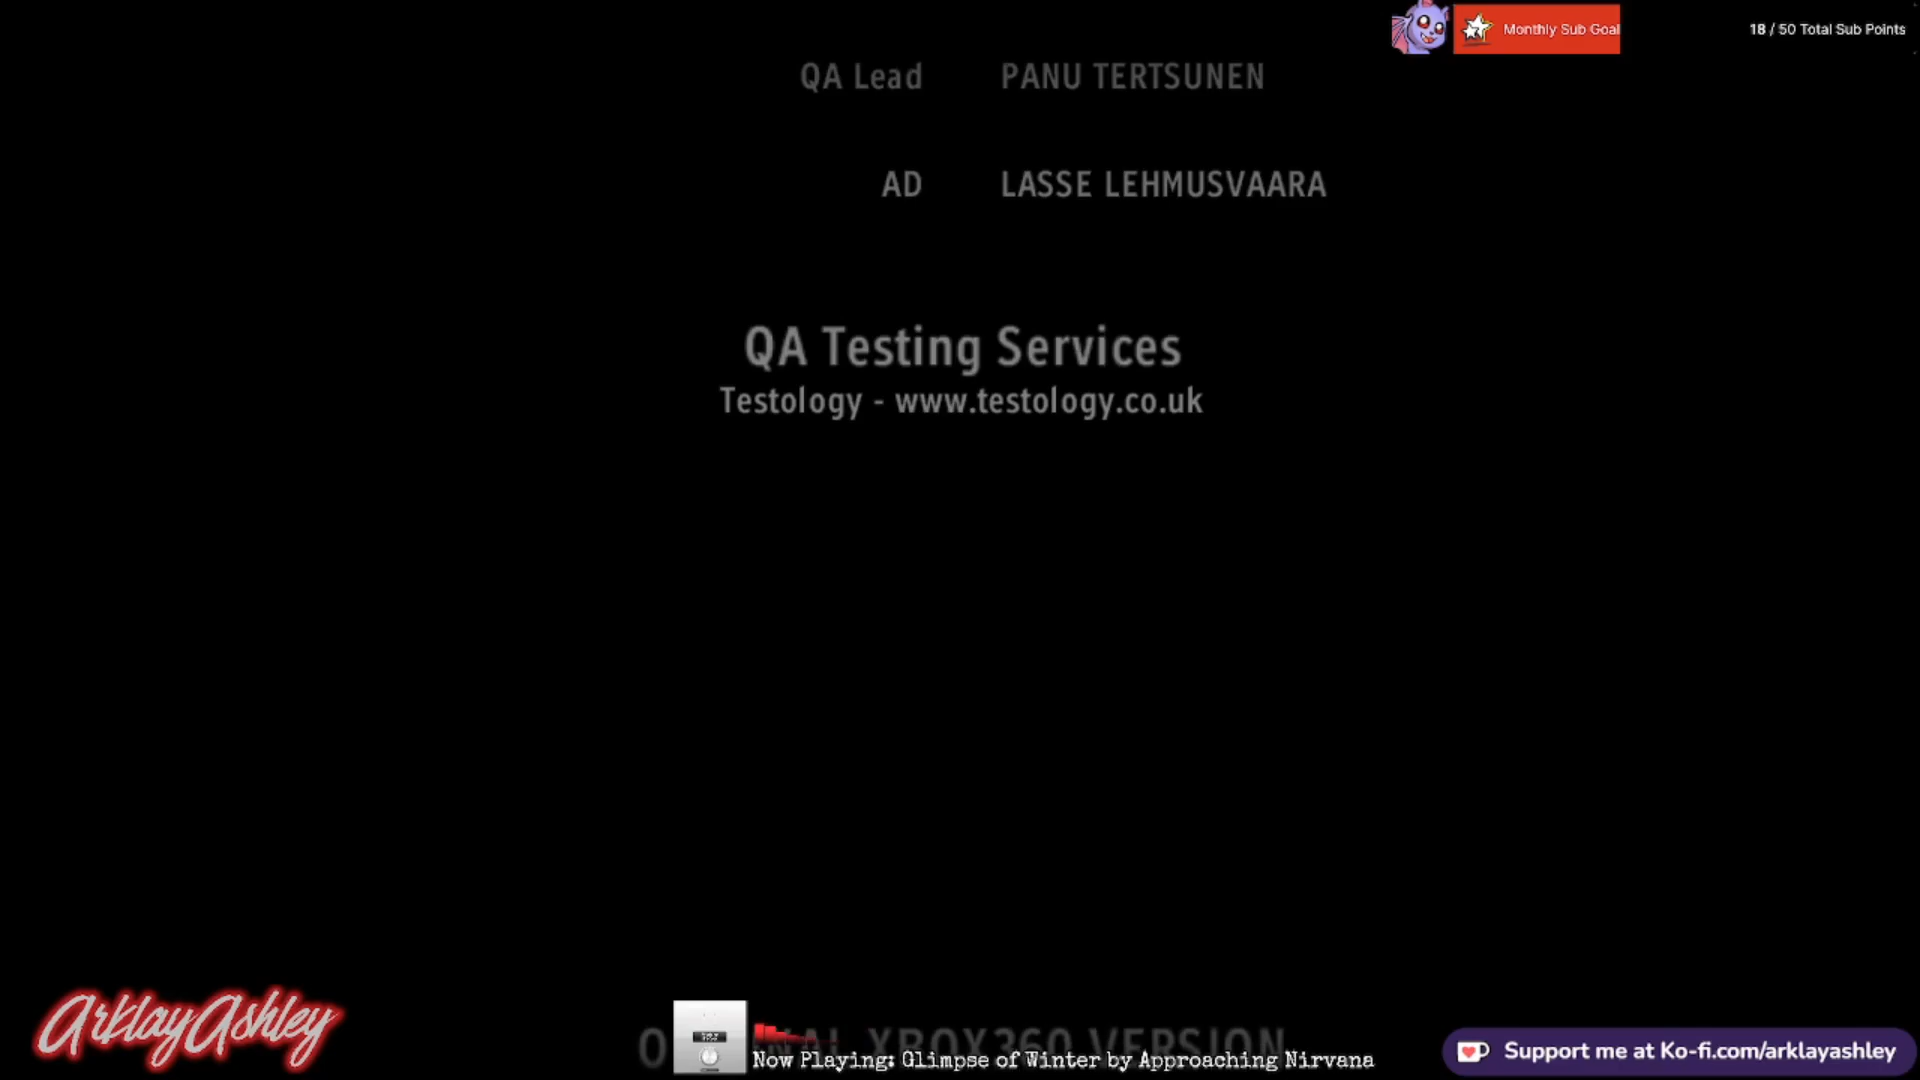 Monthly Sub Goal
18 / 50 Total Sub Points
QA Lead PANU TERTSUNEN
AD LASSE LEHMUSVAARA
QA Testing Services
Testology - www.testology.co.uk
XBOX360 VERSION
ArklayAshley
Now Playing: Glimpse of Winter by Approaching Nirvana
Support me at Ko-fi.com/arklayashley